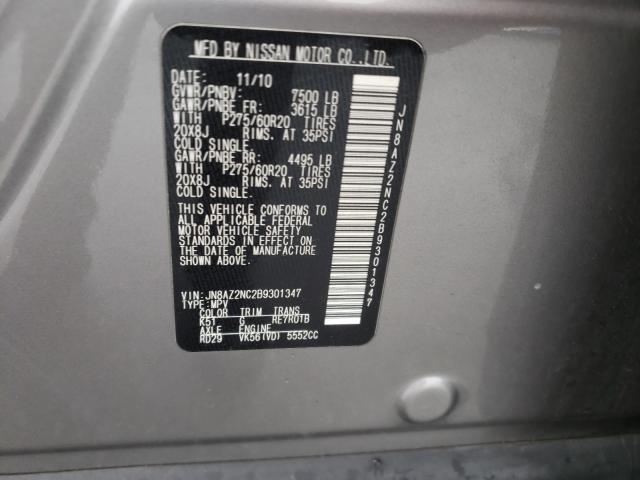 MFD BY NISSAN MOTOR CO.,LTD.
DATE: 11/10
GVWR/PNBV: 7500 LB
GAWR/PNBE FR: 3615 LB
WITH P275/60R20 TIRES
20X8J RIMS. AT 35PSI
COLD SINGLE.
GAWR/PNBE RR: 4495 LB
WITH P275/60R20 TIRES
20X8J RIMS. AT 35PSI
COLD SINGLE.
THIS VEHICLE CONFORMS TO
ALL APPLICABLE FEDERAL
MOTOR VEHICLE SAFETY
STANDARDS IN EFFECT ON
THE DATE OF MANUFACTURE
SHOWN ABOVE.
VIN: JN8AZ2NC2B9301347
TYPE: MPV
COLOR TRIM TRANS
K51 G RE7R01B
AXLE ENGINE
RD29 VK56(VD) 5552CC
JN8AZ2NC2B9301347